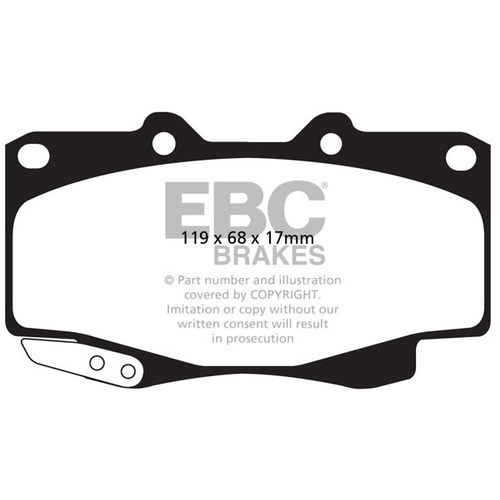 EBC
119 x 68 x 17mm
BRAKES
© Part number and illustration
covered by COPYRIGHT.
Imitation or copy without our
written consent will result
in prosecution